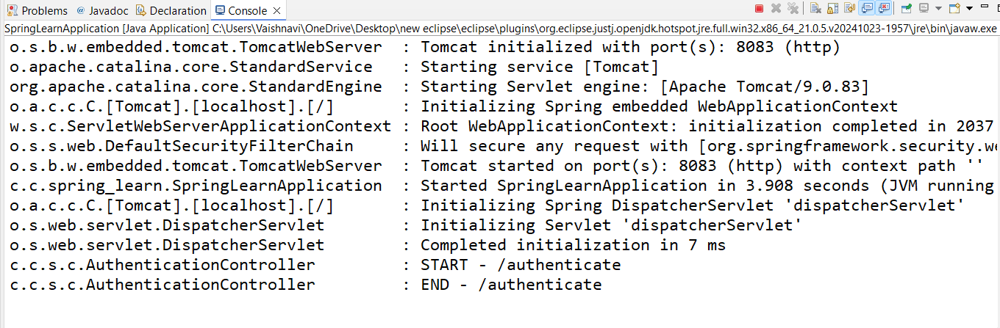 Problems @ Javadoc Declaration Console
SpringLearnApplication [Java Application] C:\Users\Vaishnavi\OneDrive\Desktop\new eclipse\eclipse\plugins\org.eclipse.justj.openjdk.hotspot.jre.full.win32.x86_64_21.0.5.v20241023-1957\jre\bin\javaw.exe
o.s.b.w.embedded.tomcat.TomcatWebServer  : Tomcat initialized with port(s): 8083 (http)
o.apache.catalina.core.StandardService   : Starting service [Tomcat]
org.apache.catalina.core.StandardEngine  : Starting Servlet engine: [Apache Tomcat/9.0.83]
o.a.c.c.C.[Tomcat].[localhost].[/]       : Initializing Spring embedded WebApplicationContext
w.s.c.ServletWebServerApplicationContext : Root WebApplicationContext: initialization completed in 2037
o.s.s.web.DefaultSecurityFilterChain     : Will secure any request with [org.springframework.security.we
o.s.b.w.embedded.tomcat.TomcatWebServer  : Tomcat started on port(s): 8083 (http) with context path ''
c.c.spring_learn.SpringLearnApplication  : Started SpringLearnApplication in 3.908 seconds (JVM running
o.a.c.c.C.[Tomcat].[localhost].[/]       : Initializing Spring DispatcherServlet 'dispatcherServlet'
o.s.web.servlet.DispatcherServlet        : Initializing Servlet 'dispatcherServlet'
o.s.web.servlet.DispatcherServlet        : Completed initialization in 7 ms
c.c.s.c.AuthenticationController         : START - /authenticate
c.c.s.c.AuthenticationController         : END - /authenticate